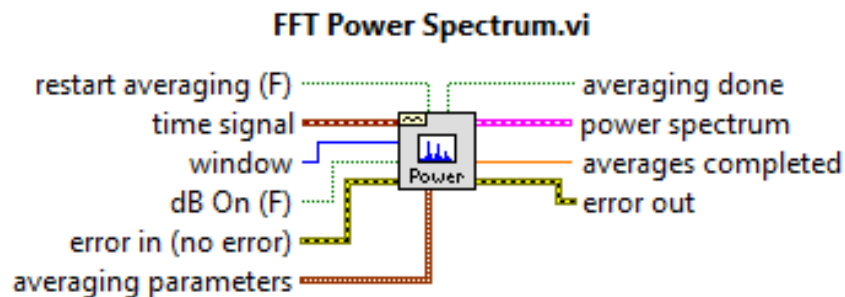 FFT Power Spectrum.vi
restart averaging (F)
averaging done
time signal
power spectrum
window
averages completed
Power
dB On (F)
error out
error in (no error)
averaging parameters